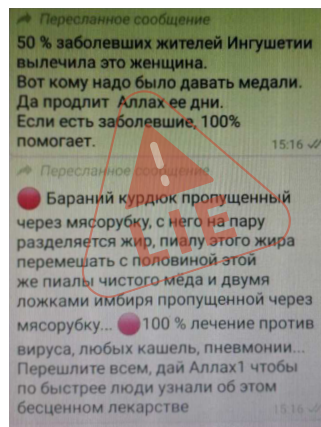 Пересланное сообщение
50 % заболевших жителей Ингушетии
вылечила это женщина.
Вот кому надо было давать медали.
Да продлит Аллах ее дни.
Если есть заболевшие, 100%
помогает.
15:16
Пересланное сообщение
Бараний курдюк пропущенный
через мясорубку, с него на пару
разделяется жир, пиалу этого жира
перемешать с половиной этой
же пиалы чистого мёда и двумя
ложками имбиря пропущенной через
мясорубку... 100 % лечение против
вируса, любых кашель, пневмонии...
Перешлите всем, дай Аллах1 чтобы
по быстрее люди узнали об этом
бесценном лекарстве
15:16
LIE